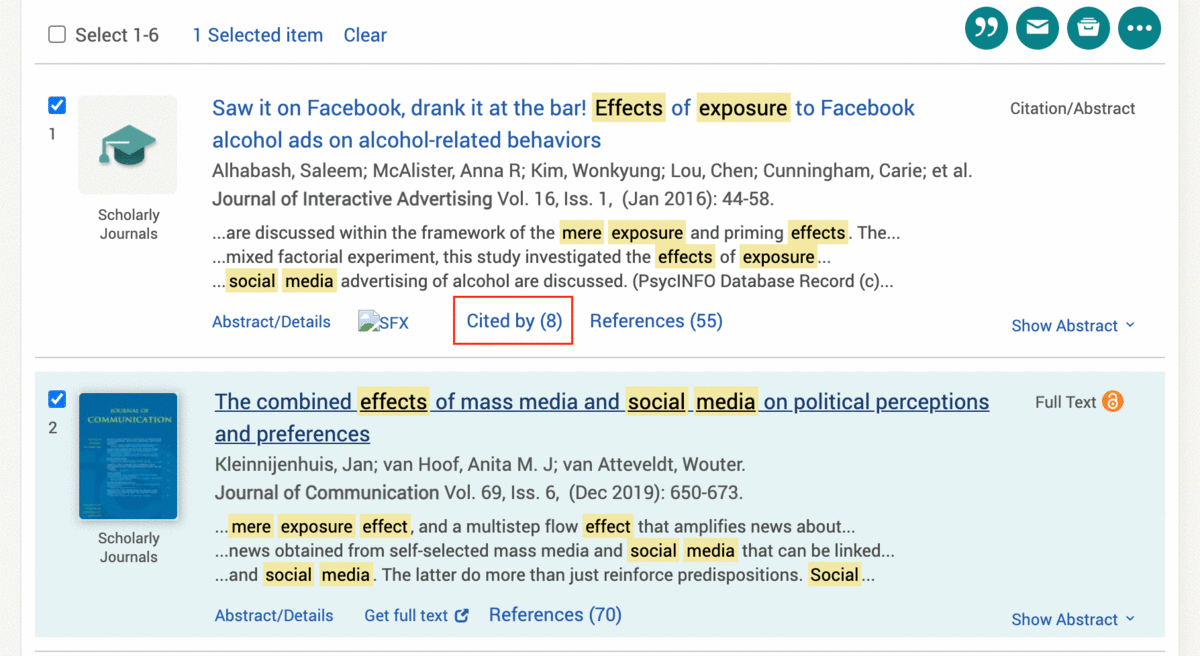 Select 1-6 1 Selected item Clear
1
Scholarly
Journals
Saw it on Facebook, drank it at the bar! Effects of exposure to Facebook
alcohol ads on alcohol-related behaviors
Citation/Abstract
Alhabash, Saleem; McAlister, Anna R; Kim, Wonkyung; Lou, Chen; Cunningham, Carie; et al.
Journal of Interactive Advertising Vol. 16, Iss. 1, (Jan 2016): 44-58.
...are discussed within the framework of the mere exposure and priming effects. The...
...mixed factorial experiment, this study investigated the effects of exposure...
...social media advertising of alcohol are discussed. (PsycINFO Database Record (c)...
Abstract/Details SFX Cited by (8) References (55) Show Abstract
2
JOURNAL OF
COMMUNICATION
Scholarly
Journals
The combined effects of mass media and social media on political perceptions
and preferences
Full Text
Kleinnijenhuis, Jan; van Hoof, Anita M. J; van Atteveldt, Wouter.
Journal of Communication Vol. 69, Iss. 6, (Dec 2019): 650-673.
...mere exposure effect, and a multistep flow effect that amplifies news about...
...news obtained from self-selected mass media and social media that can be linked...
...and social media. The latter do more than just reinforce predispositions. Social...
Abstract/Details Get full text References (70) Show Abstract